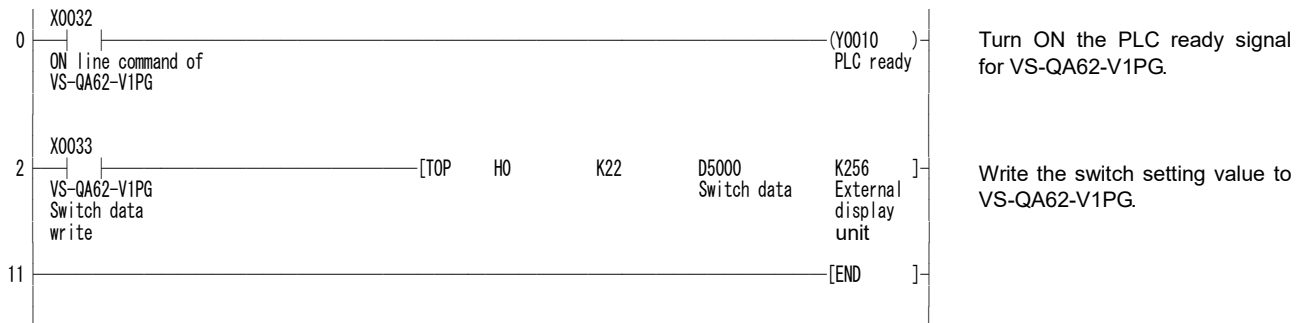 X0032
0 (Y0010 )
ON line command of PLC ready
VS-QA62-V1PG
Turn ON the PLC ready signal
for VS-QA62-V1PG.
X0033
2 [TOP H0 K22 D5000 K256 ]
VS-QA62-V1PG Switch data External
Switch data display
write unit
Write the switch setting value to
VS-QA62-V1PG.
11 [END ]